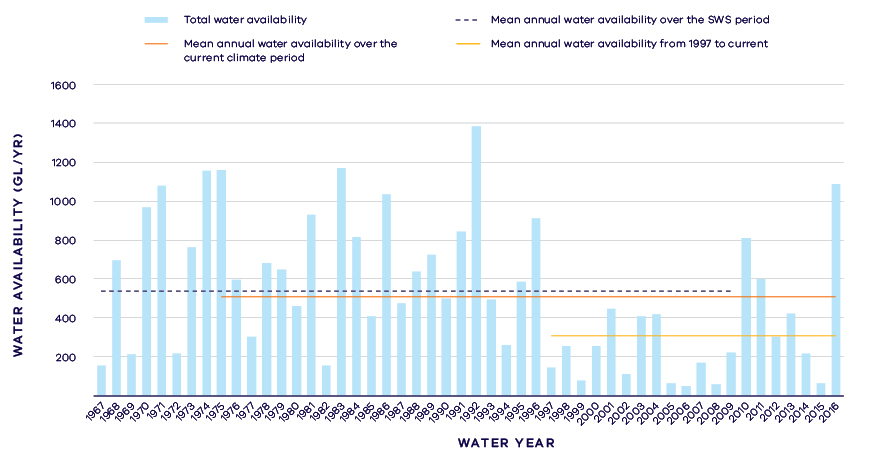 Total water availability
Mean annual water availability over the SWS period
Mean annual water availability over the
current climate period
Mean annual water availability from 1997 to current
WATER AVAILABILITY (GL/YR)
1600
1400
1200
1000
800
600
400
200
1967 1968 1969 1970 1971 1972 1973 1974 1975 1976 1977 1978 1979 1980 1981 1982 1983 1984 1985 1986 1987 1988 1989 1990 1991 1992 1993 1994 1995 1996 1997 1998 1999 2000 2001 2002 2003 2004 2005 2006 2007 2008 2009 2010 2011 2012 2013 2014 2015 2016
WATER YEAR